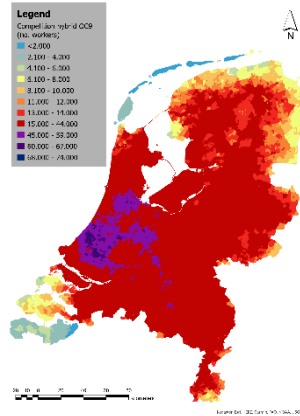 Legend
Competition hybrid OC9
(no. workers)
<2.000
2.100 - 4.000
4.100 - 6.000
6.100 - 8.000
8.100 - 10.000
11.000 - 12.000
13.000 - 14.000
15.000 - 44.000
45.000 - 59.000
60.000 - 67.000
68.000 - 74.000
N